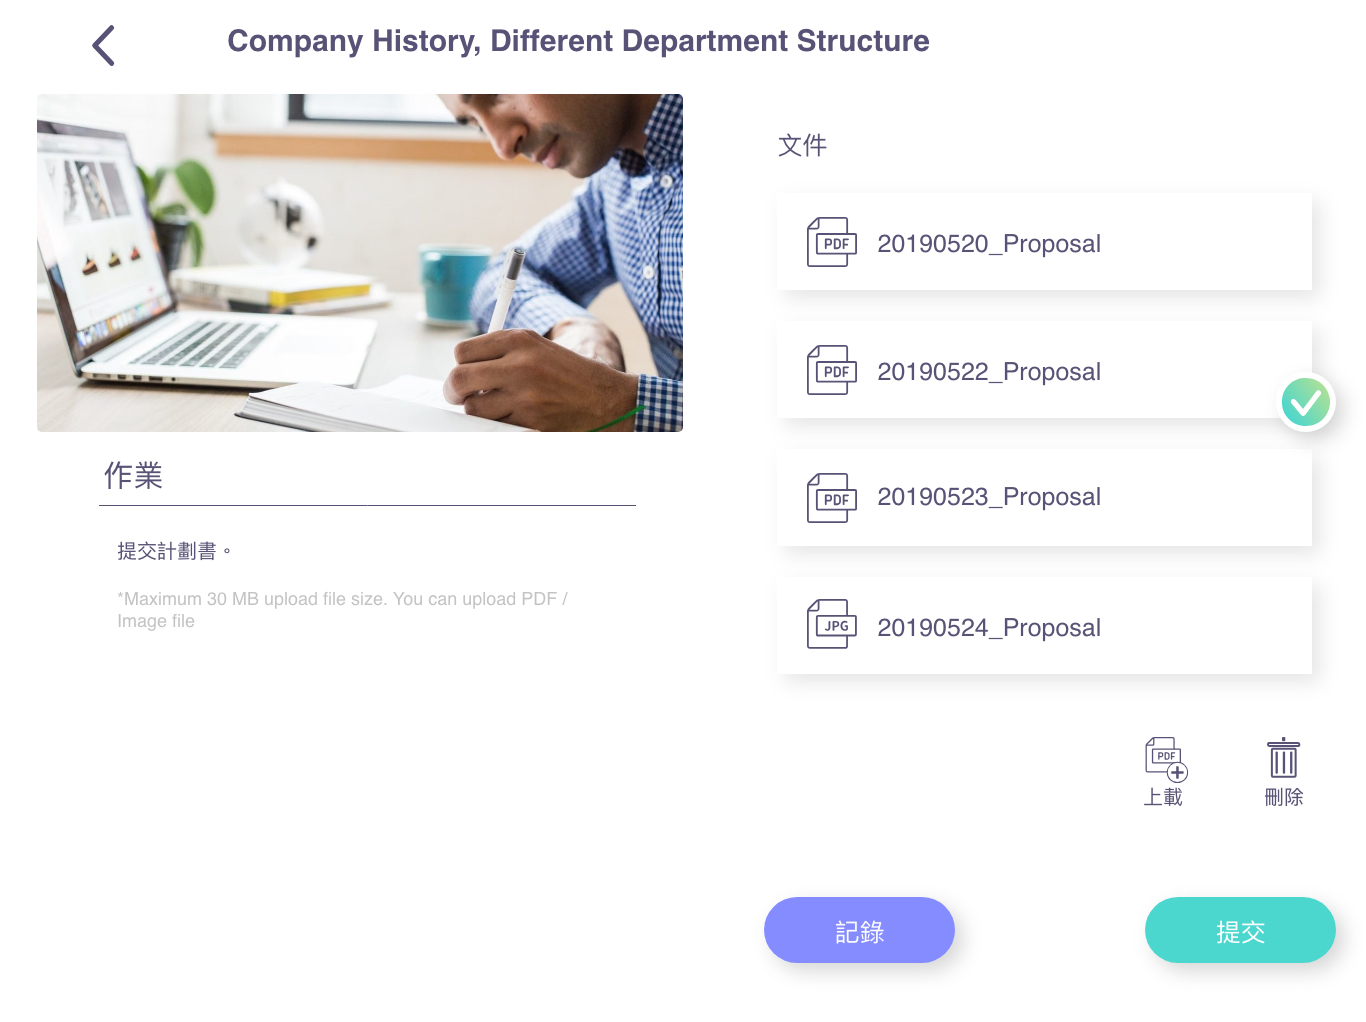 Company History, Different Department Structure
作業
提交計劃書。
*Maximum 30 MB upload file size. You can upload PDF /
Image file
文件
PDF
20190520_Proposal
PDF
20190522_Proposal
PDF
20190523_Proposal
JPG
20190524_Proposal
PDF
上載
刪除
記錄
提交